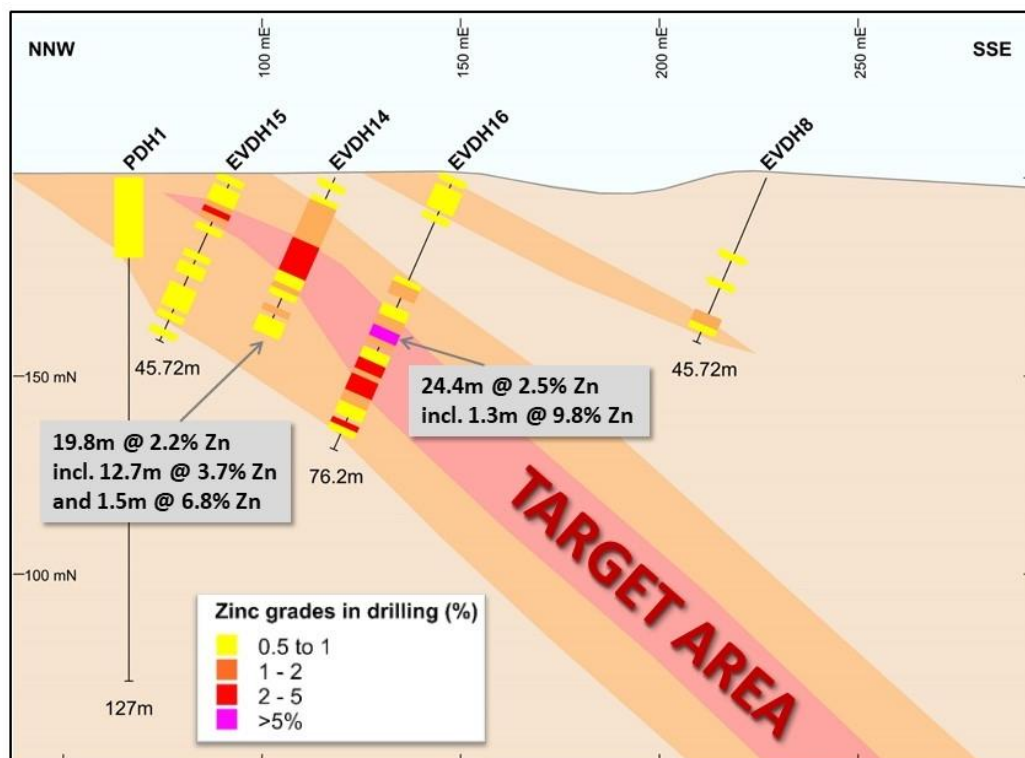 NNW
100 mE
150 mE
200 mE
250 mE
SSE
PDH1
EVDH15
EVDH14
EVDH16
EVDH8
45.72m
45.72m
150 mN
24.4m @ 2.5% Zn
incl. 1.3m @ 9.8% Zn
19.8m @ 2.2% Zn
incl. 12.7m @ 3.7% Zn
and 1.5m @ 6.8% Zn
76.2m
TARGET AREA
100 mN
Zinc grades in drilling (%)
0.5 to 1
1 - 2
2 - 5
>5%
127m